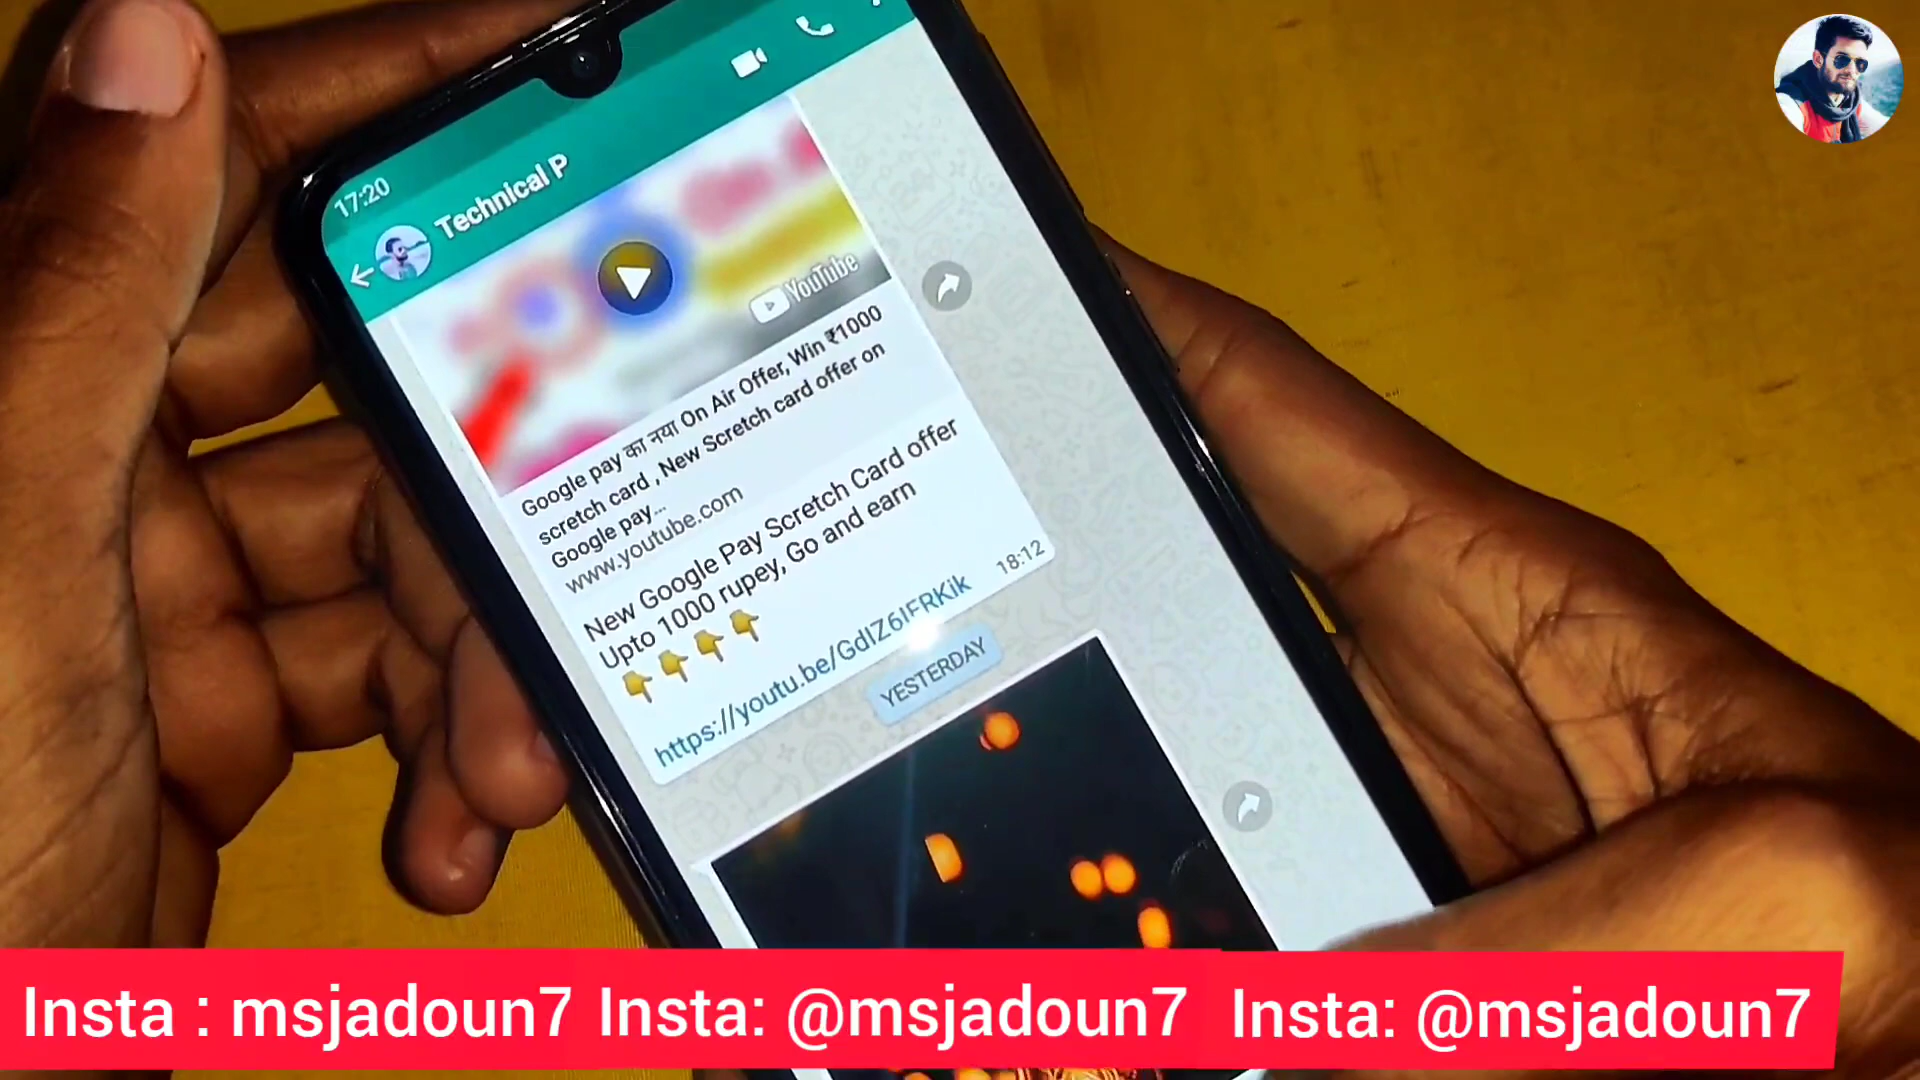 17:20
Technical P
YouTube
Google pay का नया On Air Offer, Win ₹1000
scretch card , New Scretch card offer on
Google pay...
www.youtube.com
New Google Pay Scretch Card offer
Upto 1000 rupey, Go and earn
👇👇👇👇
https://youtu.be/GdIZ6IFRKik
18:12
YESTERDAY
Insta : msjadoun7 Insta: @msjadoun7 Insta: @msjadoun7